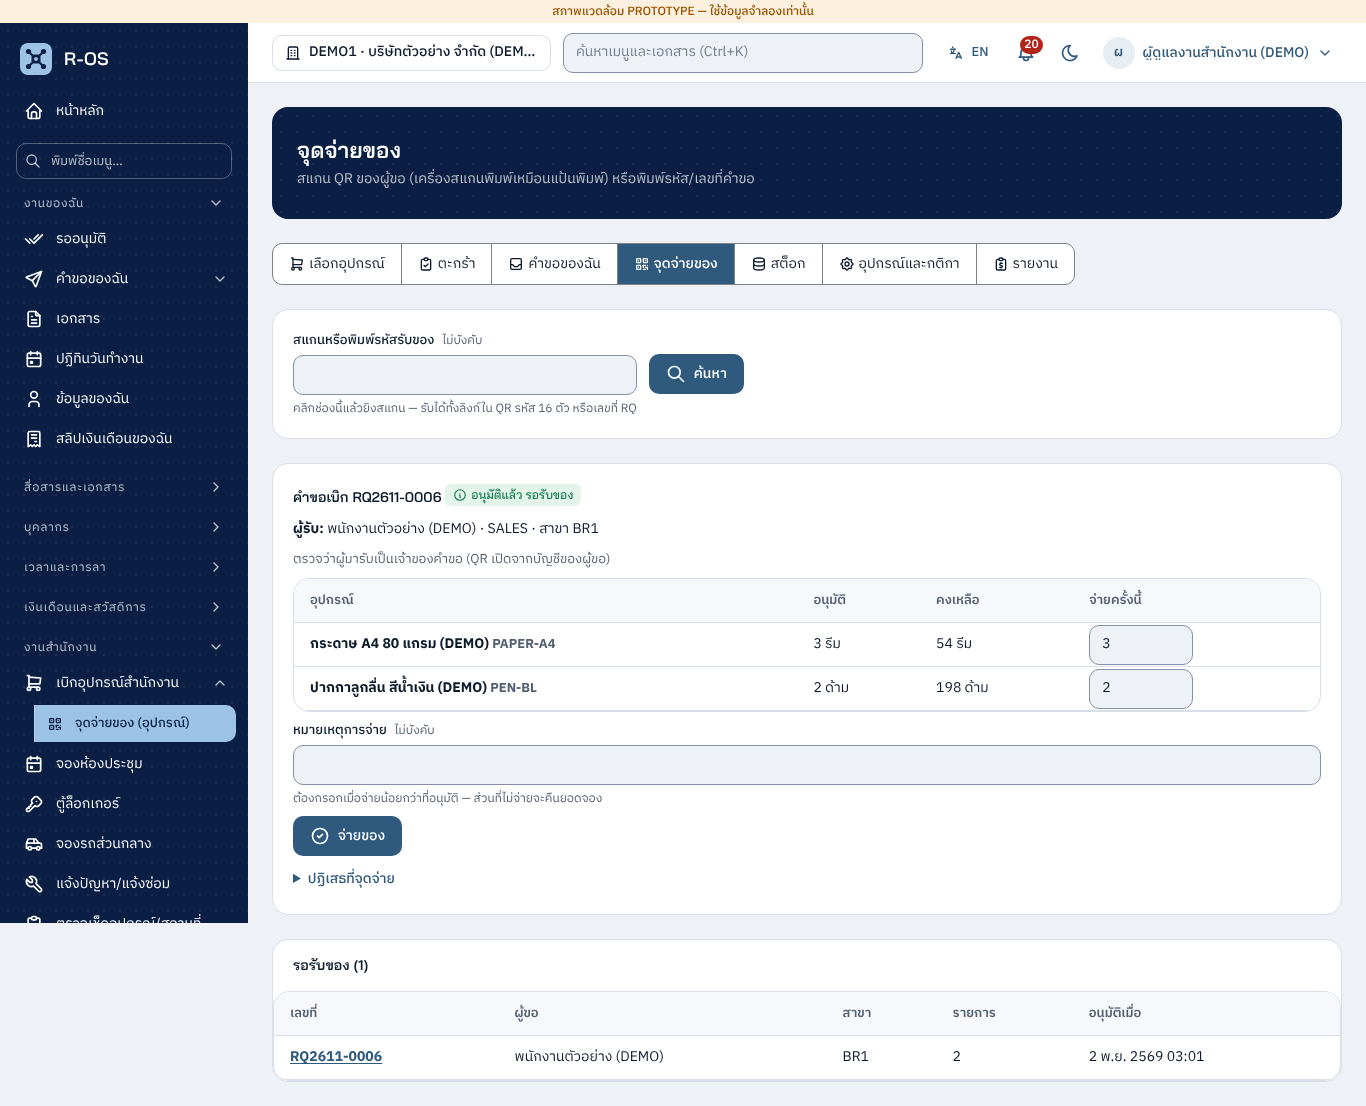 สภาพแวดล้อม PROTOTYPE — ใช้ข้อมูลจำลองเท่านั้น
R-OS
DEMO1 · บริษัทตัวอย่าง จำกัด (DEM...
ค้นหาเมนูและเอกสาร (Ctrl+K)
EN
20
ผ
ผู้ดูแลงานสำนักงาน (DEMO)
หน้าหลัก
พิมพ์ชื่อเมนู...
งานของฉัน
รออนุมัติ
คำขอของฉัน
เอกสาร
ปฏิทินวันทำงาน
ข้อมูลของฉัน
สลิปเงินเดือนของฉัน
สื่อสารและเอกสาร
บุคลากร
เวลาและการลา
เงินเดือนและสวัสดิการ
งานสำนักงาน
เบิกอุปกรณ์สำนักงาน
จุดจ่ายของ (อุปกรณ์)
จองห้องประชุม
ตู้ล็อกเกอร์
จองรถส่วนกลาง
แจ้งปัญหา/แจ้งซ่อม
ตรวจเช็คอุปกรณ์/สถานที่
จุดจ่ายของ
สแกน QR ของผู้ขอ (เครื่องสแกนพิมพ์เหมือนแป้นพิมพ์) หรือพิมพ์รหัส/เลขที่คำขอ
เลือกอุปกรณ์
ตะกร้า
คำขอของฉัน
จุดจ่ายของ
สต็อก
อุปกรณ์และกติกา
รายงาน
สแกนหรือพิมพ์รหัสรับของ ไม่บังคับ
ค้นหา
คลิกช่องนี้แล้วยิงสแกน — รับได้ทั้งลิงก์ใน QR รหัส 16 ตัว หรือเลขที่ RQ
คำขอเบิก RQ2611-0006 อนุมัติแล้ว รอรับของ
ผู้รับ: พนักงานตัวอย่าง (DEMO) · SALES · สาขา BR1
ตรวจว่าผู้มารับเป็นเจ้าของคำขอ (QR เปิดจากบัญชีของผู้ขอ)
อุปกรณ์ อนุมัติ คงเหลือ จ่ายครั้งนี้
กระดาษ A4 80 แกรม (DEMO) PAPER-A4 3 รีม 54 รีม 3
ปากกาลูกลื่น สีน้ำเงิน (DEMO) PEN-BL 2 ด้าม 198 ด้าม 2
หมายเหตุการจ่าย ไม่บังคับ
ต้องกรอกเมื่อจ่ายน้อยกว่าที่อนุมัติ — ส่วนที่ไม่จ่ายจะคืนยอดจอง
จ่ายของ
ปฏิเสธที่จุดจ่าย
รอรับของ (1)
เลขที่ ผู้ขอ สาขา รายการ อนุมัติเมื่อ
RQ2611-0006 พนักงานตัวอย่าง (DEMO) BR1 2 2 พ.ย. 2569 03:01